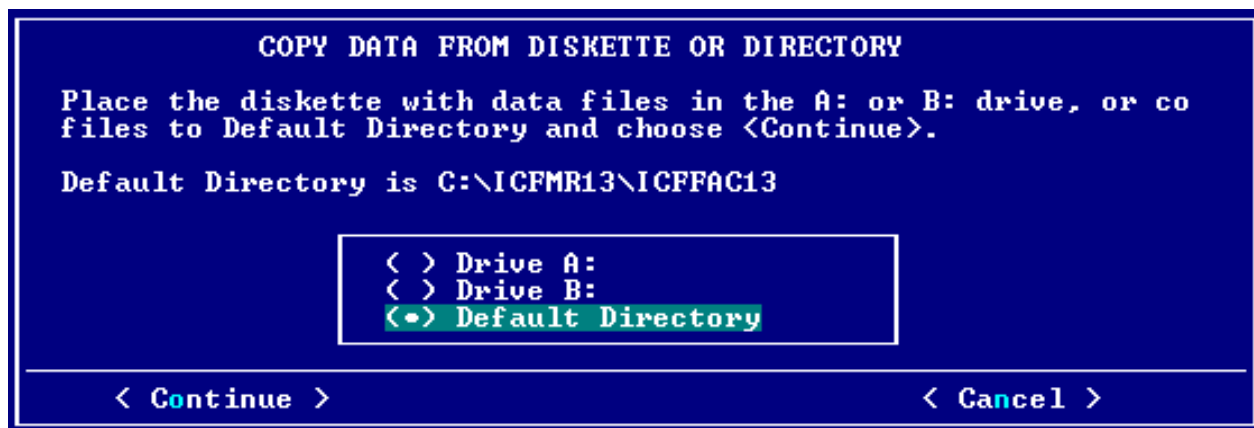 COPY DATA FROM DISKETTE OR DIRECTORY
Place the diskette with data files in the A: or B: drive, or co
files to Default Directory and choose <Continue>.
Default Directory is C:\ICFMR13\ICFFAC13
( ) Drive A:
( ) Drive B:
(•) Default Directory
< Continue > < Cancel >